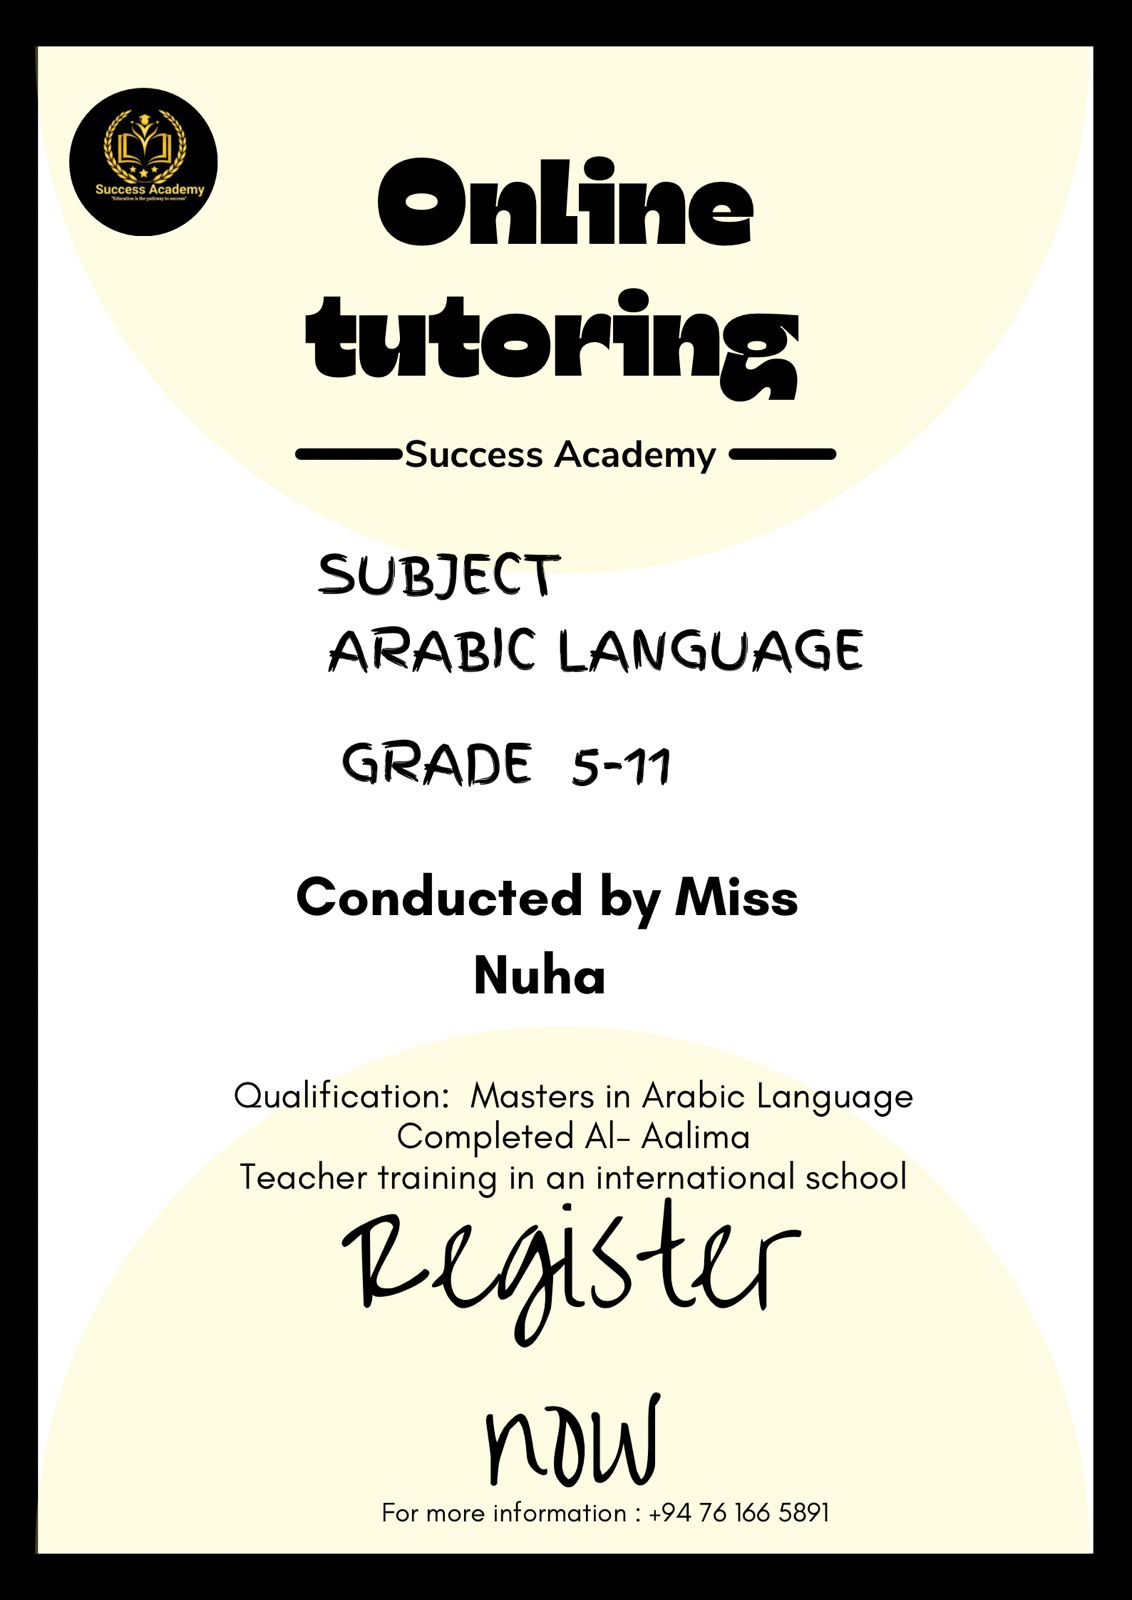 Success Academy
"Education is the pathway to success"
Online
tutoring
Success Academy
SUBJECT
ARABIC LANGUAGE
GRADE 5-11
Conducted by Miss
Nuha
Qualification: Masters in Arabic Language
Completed Al- Aalima
Teacher training in an international school
Register
now
For more information : +94 76 166 5891